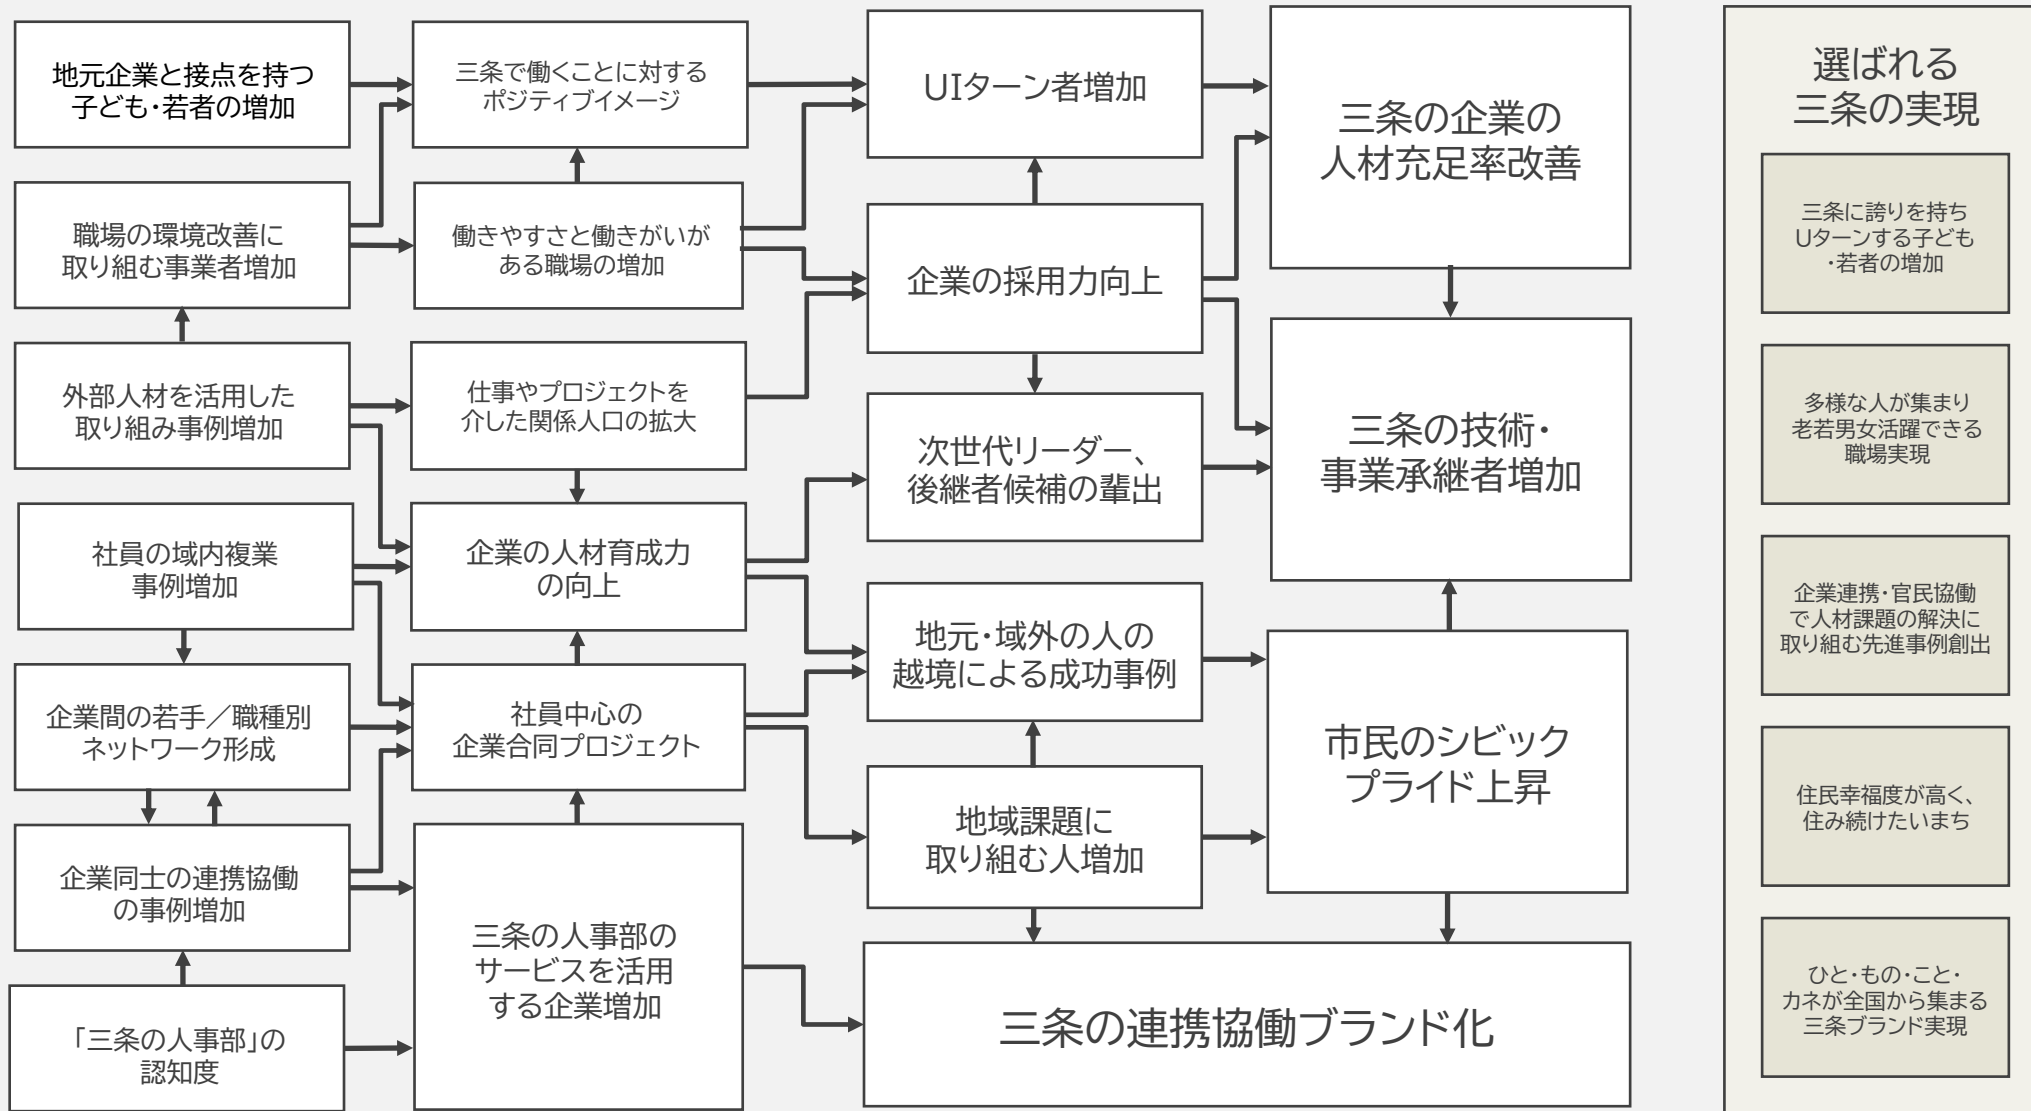 地元企業と接点を持つ
子ども・若者の増加
職場の環境改善に
取り組む事業者増加
外部人材を活用した
取り組み事例増加
社員の域内複業
事例増加
企業間の若手／職種別
ネットワーク形成
企業同士の連携協働
の事例増加
「三条の人事部」の
認知度
三条で働くことに対する
ポジティブイメージ
働きやすさと働きがいが
ある職場の増加
仕事やプロジェクトを
介した関係人口の拡大
企業の人材育成力
の向上
社員中心の
企業合同プロジェクト
三条の人事部の
サービスを活用
する企業増加
UIターン者増加
企業の採用力向上
次世代リーダー、
後継者候補の輩出
地元・域外の人の
越境による成功事例
地域課題に
取り組む人増加
三条の企業の
人材充足率改善
三条の技術・
事業承継者増加
市民のシビック
プライド上昇
三条の連携協働ブランド化
選ばれる
三条の実現
三条に誇りを持ち
Uターンする子ども
・若者の増加
多様な人が集まり
老若男女活躍できる
職場実現
企業連携・官民協働
で人材課題の解決に
取り組む先進事例創出
住民幸福度が高く、
住み続けたいまち
ひと・もの・こと・
カネが全国から集まる
三条ブランド実現